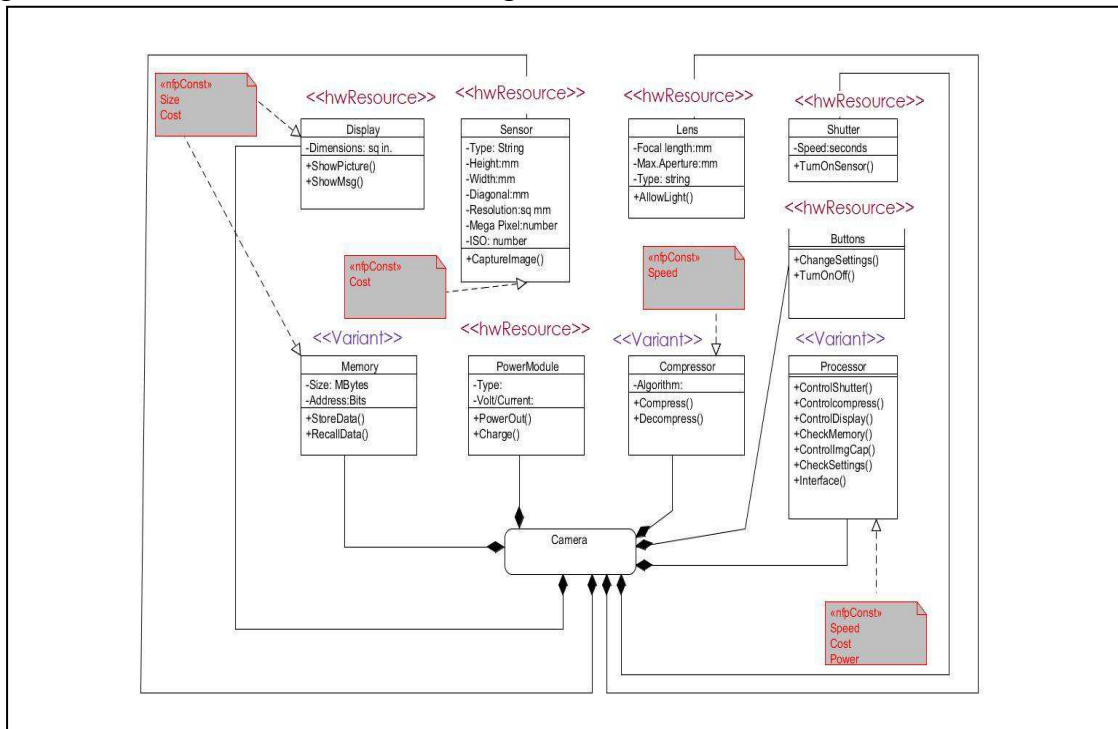 «nfpConst»
Size
Cost
<<hwResource>>
Display
-Dimensions: sq in.
+ShowPicture()
+ShowMsg()
<<hwResource>>
Sensor
-Type: String
-Height:mm
-Width:mm
-Diagonal:mm
-Resolution:sq mm
-Mega Pixel:number
-ISO: number
+CaptureImage()
<<hwResource>>
Lens
-Focal length:mm
-Max.Aperture:mm
-Type: string
+AllowLight()
<<hwResource>>
Shutter
-Speed:seconds
+TurnOnSensor()
<<hwResource>>
Buttons
+ChangeSettings()
+TurnOnOff()
«nfpConst»
Cost
«nfpConst»
Speed
<<Variant>>
Memory
-Size: MBytes
-Address:Bits
+StoreData()
+RecallData()
<<hwResource>>
PowerModule
-Type:
-Volt/Current:
+PowerOut()
+Charge()
<<Variant>>
Compressor
-Algorithm:
+Compress()
+Decompress()
<<Variant>>
Processor
+ControlShutter()
+Controlcompress()
+ControlDisplay()
+CheckMemory()
+ControlImgCap()
+CheckSettings()
+Interface()
Camera
«nfpConst»
Speed
Cost
Power